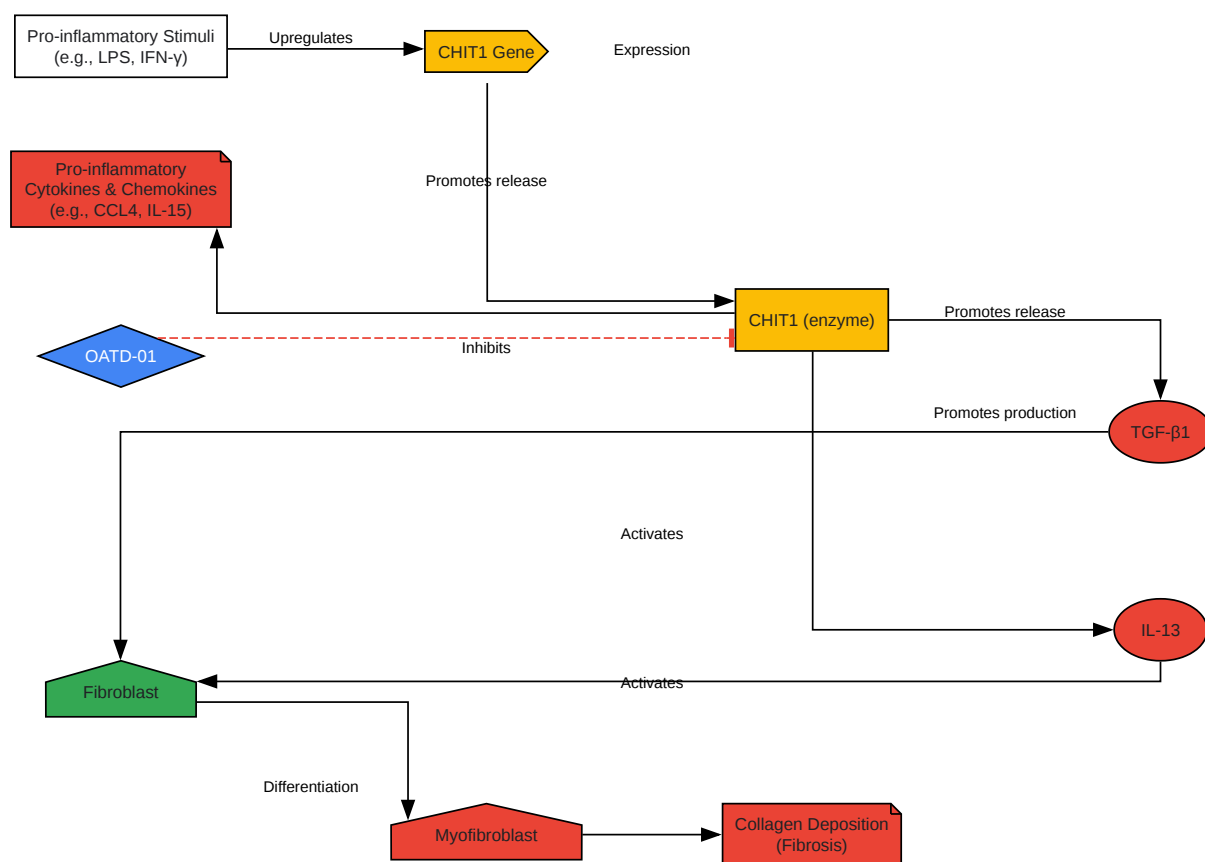 Pro-inflammatory Stimuli
(e.g., LPS, IFN-γ)
Upregulates
CHIT1 Gene
Expression
Pro-inflammatory
Cytokines & Chemokines
(e.g., CCL4, IL-15)
Promotes release
CHIT1 (enzyme)
Promotes release
OATD-01
Inhibits
Promotes production
TGF-β1
Activates
IL-13
Activates
Fibroblast
Differentiation
Myofibroblast
Collagen Deposition
(Fibrosis)